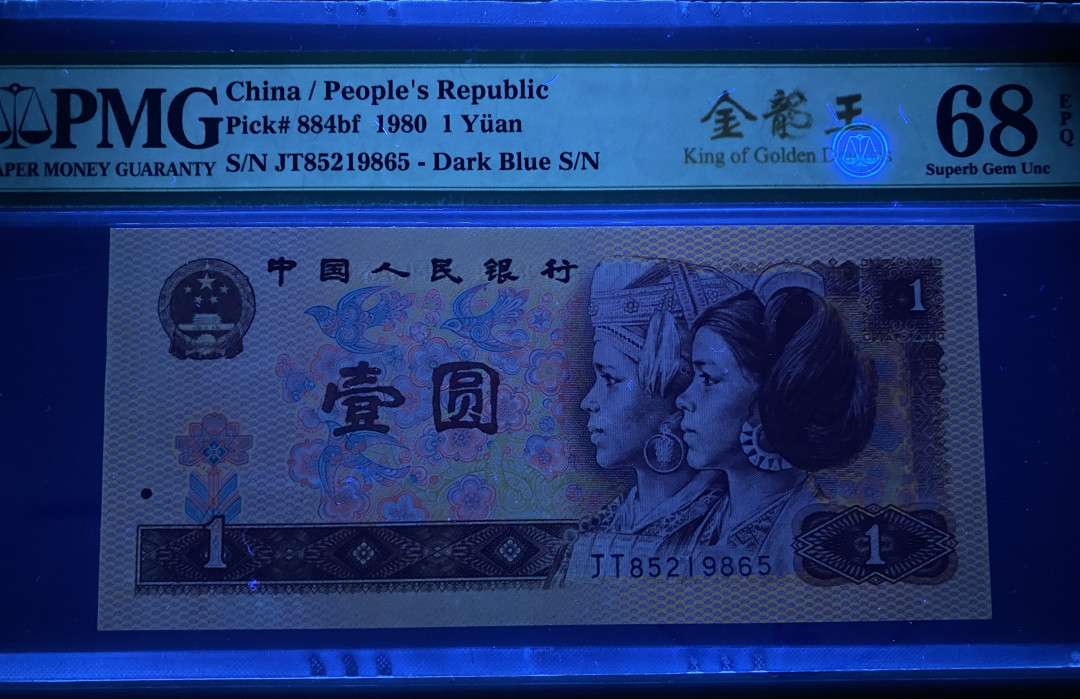 PMG
PAPER MONEY GUARANTY
China / People's Republic
Pick# 884bf 1980 1 Yüan
S/N JT85219865 - Dark Blue S/N
金龍王
King of Golden
68
EPQ
Superb Gem Unc
中国人民银行
壹圆
1
1
1
JT85219865